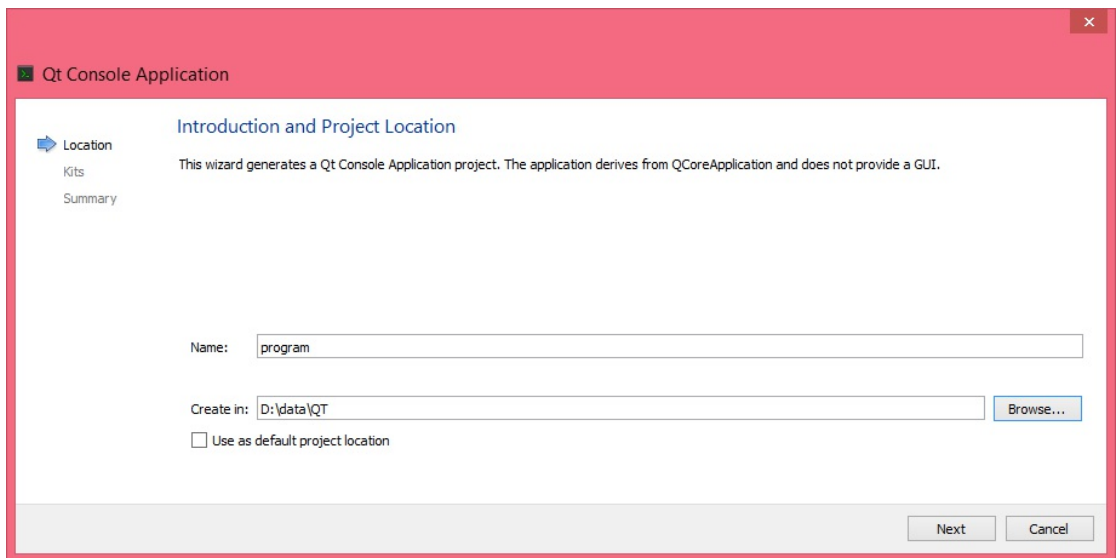 Qt Console Application
Location
Kits
Summary
Introduction and Project Location
This wizard generates a Qt Console Application project. The application derives from QCoreApplication and does not provide a GUI.
Name: program
Create in: D:\data\QT Browse...
Use as default project location
Next Cancel